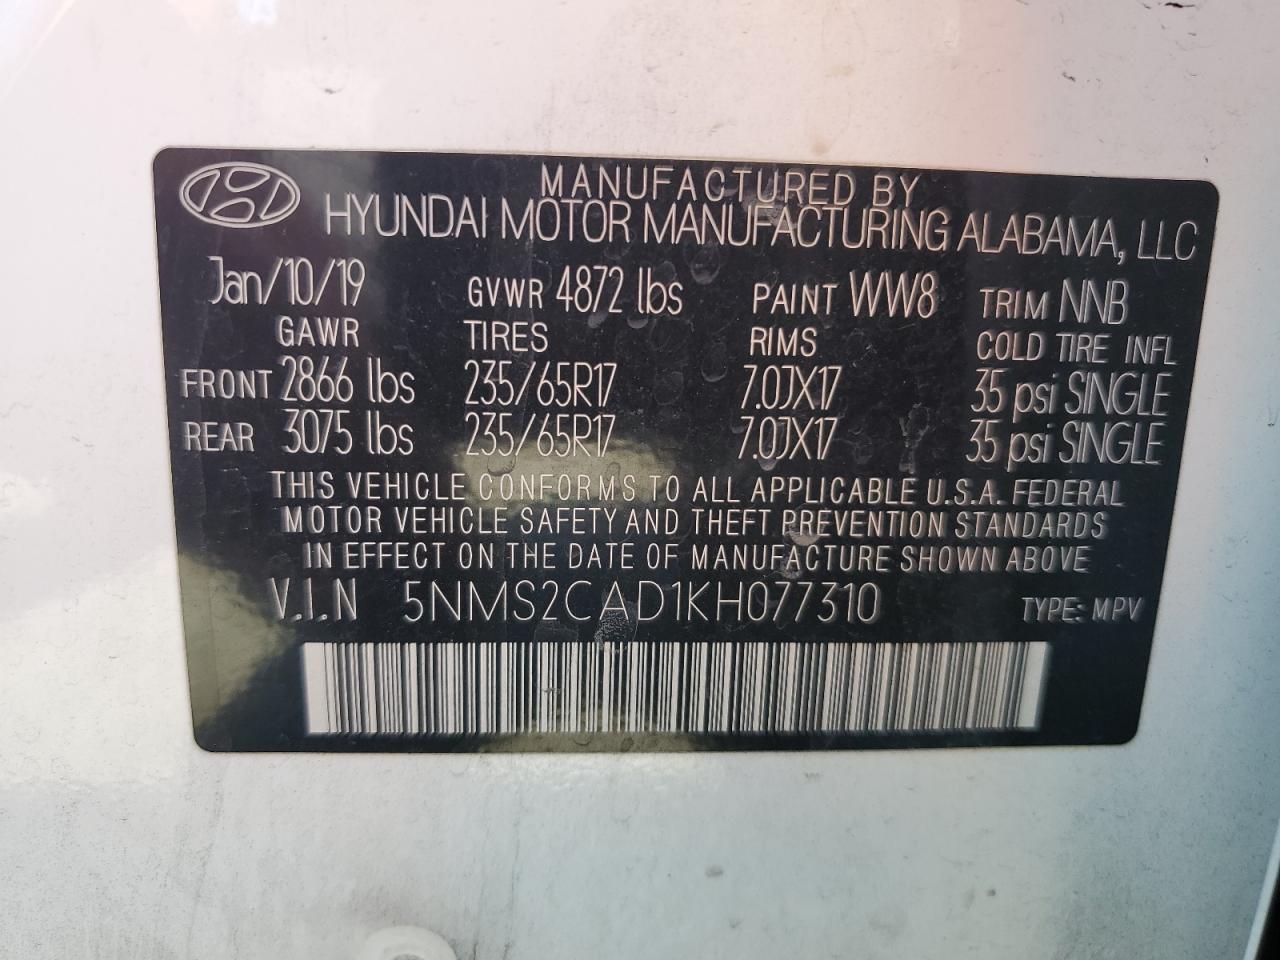 MANUFACTURED BY
HYUNDAI MOTOR MANUFACTURING ALABAMA, LLC
Jan/10/19 GVWR 4872 lbs PAINT WW8 TRIM NNB
GAWR TIRES RIMS COLD TIRE INFL
FRONT 2866 lbs 235/65R17 7.0JX17 35 psi SINGLE
REAR 3075 lbs 235/65R17 7.0JX17 35 psi SINGLE
THIS VEHICLE CONFORMS TO ALL APPLICABLE U.S.A. FEDERAL
MOTOR VEHICLE SAFETY AND THEFT PREVENTION STANDARDS
IN EFFECT ON THE DATE OF MANUFACTURE SHOWN ABOVE
V.I.N 5NMS2CAD1KH077310 TYPE: MPV